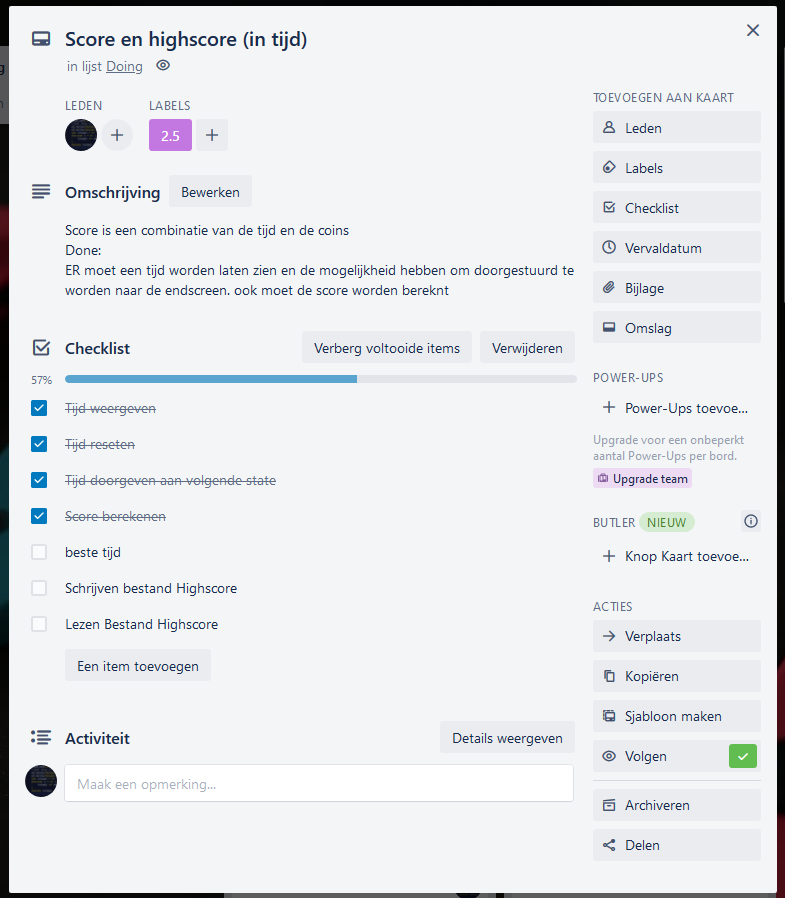 Score en highscore (in tijd)
in lijst Doing
LEDEN
LABELS
2.5
Omschrijving
Bewerken
Score is een combinatie van de tijd en de coins
Done:
ER moet een tijd worden laten zien en de mogelijkheid hebben om doorgestuurd te
worden naar de endscreen. ook moet de score worden bereknt
Checklist
Verberg voltooide items
Verwijderen
57%
Tijd weergeven
Tijd reseten
Tijd doorgeven aan volgende state
Score berekenen
beste tijd
Schrijven bestand Highscore
Lezen Bestand Highscore
Een item toevoegen
Activiteit
Details weergeven
Maak een opmerking...
TOEVOEGEN AAN KAART
Leden
Labels
Checklist
Vervaldatum
Bijlage
Omslag
POWER-UPS
Power-Ups toevoe...
Upgrade voor een onbeperkt
aantal Power-Ups per bord.
Upgrade team
BUTLER NIEUW
Knop Kaart toevoe...
ACTIES
Verplaats
Kopiëren
Sjabloon maken
Volgen
Archiveren
Delen